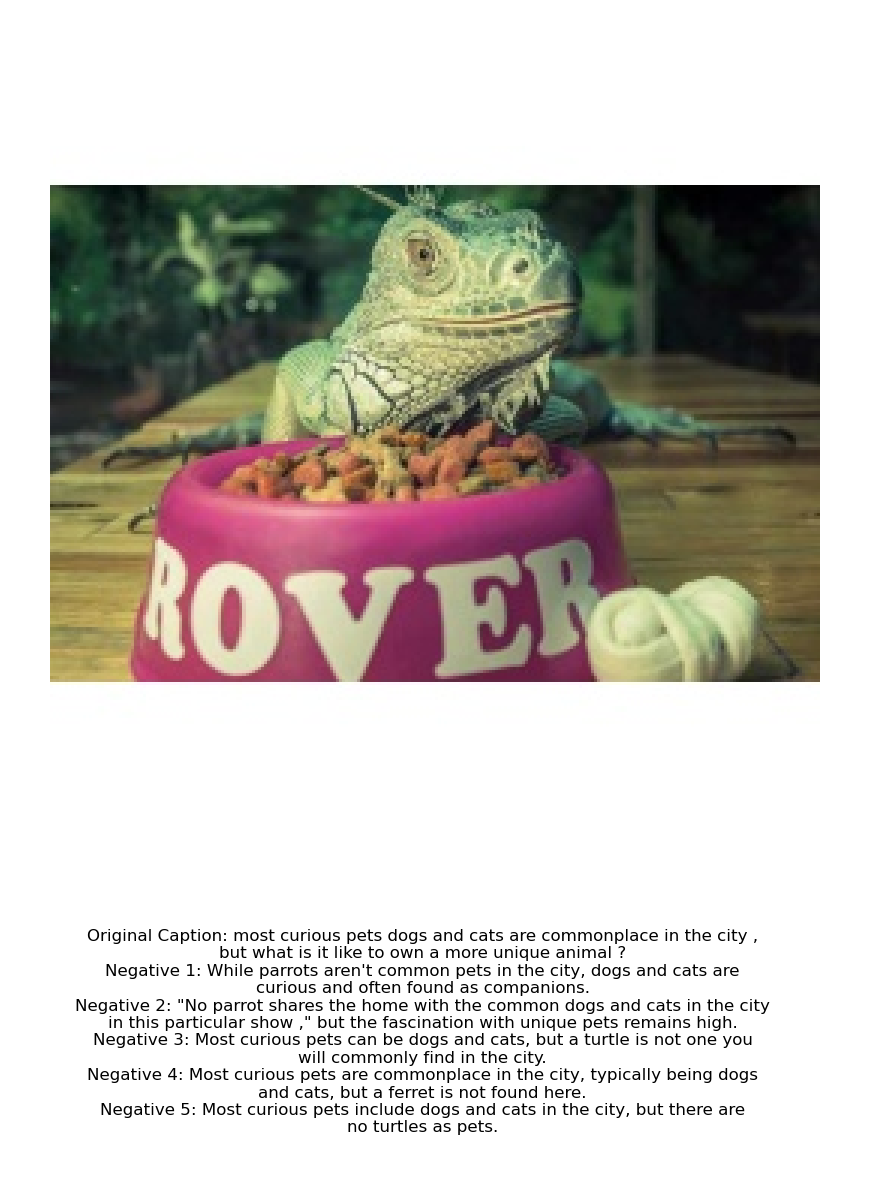 ROVER
Original Caption: most curious pets dogs and cats are commonplace in the city ,
but what is it like to own a more unique animal ?
Negative 1: While parrots aren't common pets in the city, dogs and cats are
curious and often found as companions.
Negative 2: "No parrot shares the home with the common dogs and cats in the city
in this particular show ," but the fascination with unique pets remains high.
Negative 3: Most curious pets can be dogs and cats, but a turtle is not one you
will commonly find in the city.
Negative 4: Most curious pets are commonplace in the city, typically being dogs
and cats, but a ferret is not found here.
Negative 5: Most curious pets include dogs and cats in the city, but there are
no turtles as pets.